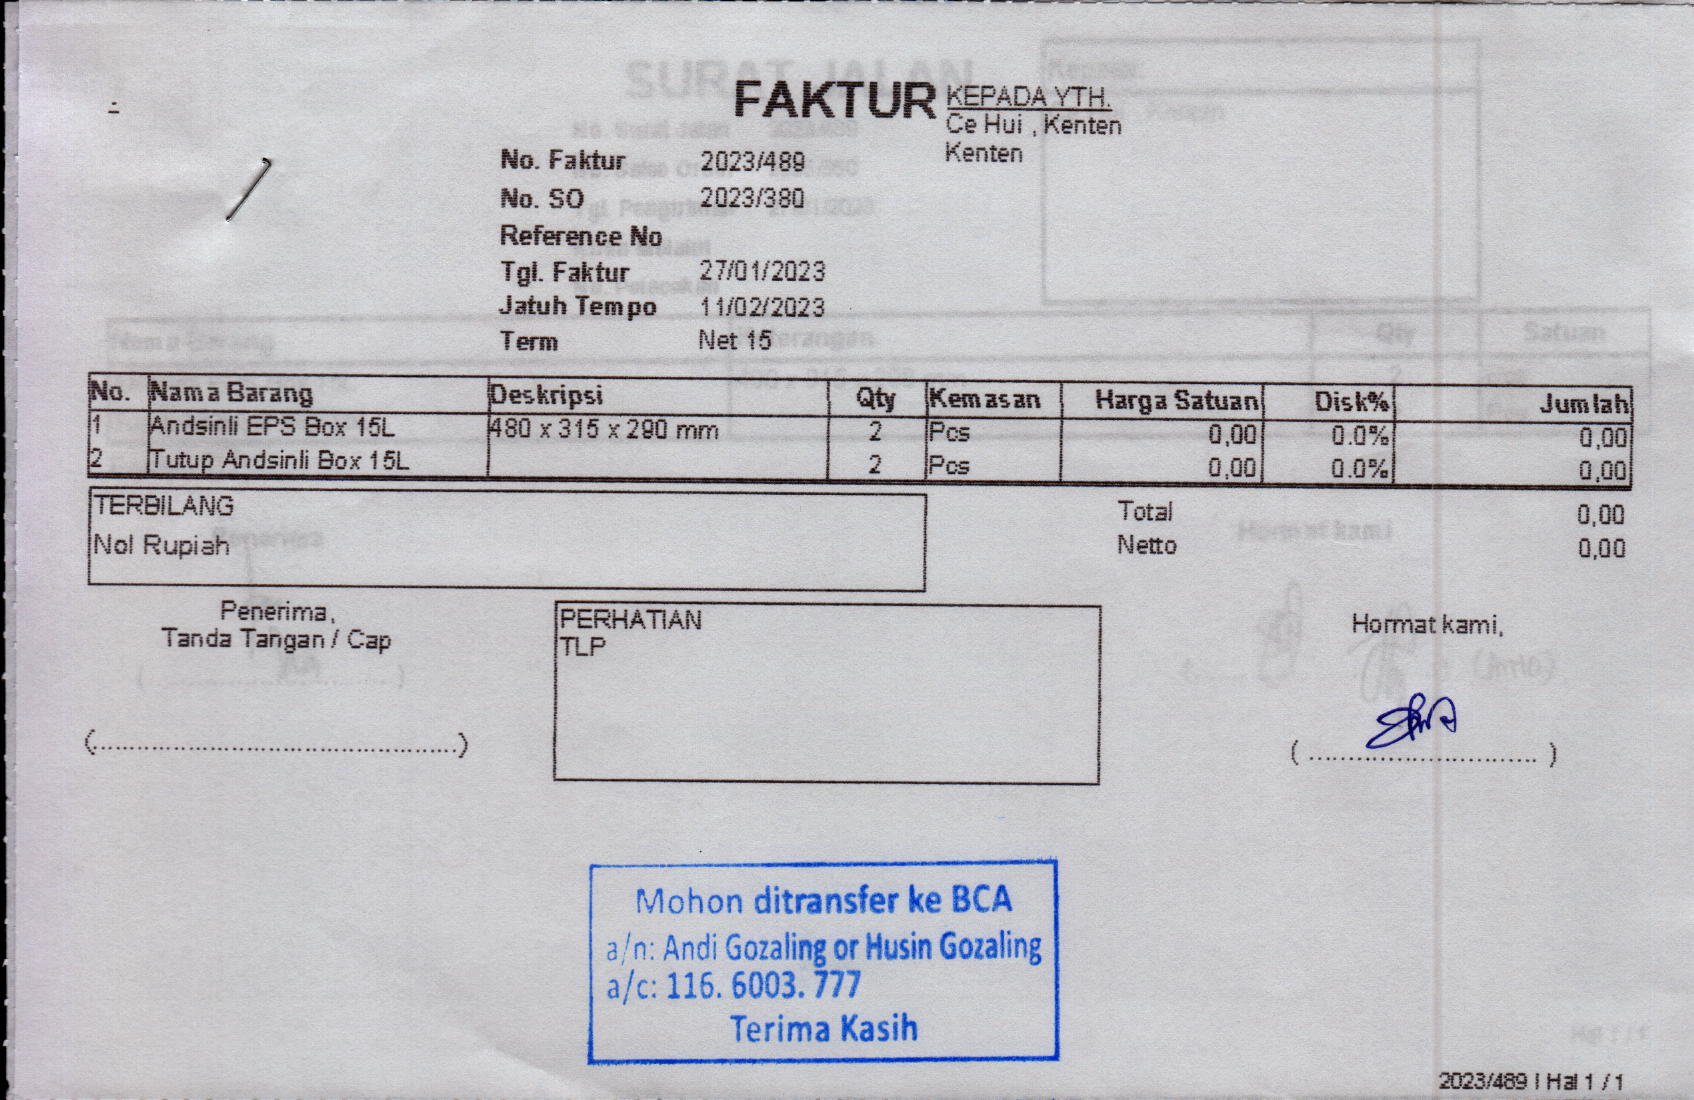 FAKTUR
KEPADA YTH.
Ce Hui , Kenten
Kenten
No. Faktur 2023/489
No. SO 2023/380
Reference No
Tgl. Faktur 27/01/2023
Jatuh Tempo 11/02/2023
Term Net 15
No. Nama Barang Deskripsi Qty Kemasan Harga Satuan Disk% Jumlah
1 Andsinli EPS Box 15L 480 x 315 x 290 mm 2 Pcs 0,00 0.0% 0,00
2 Tutup Andsinli Box 15L 2 Pcs 0,00 0.0% 0,00
TERBILANG
Nol Rupiah
Total 0,00
Netto 0,00
Penerima,
Tanda Tangan / Cap
(..............................................)
PERHATIAN
TLP
Hormat kami,
( ............................. )
Mohon ditransfer ke BCA
a/n: Andi Gozaling or Husin Gozaling
a/c: 116. 6003. 777
Terima Kasih
2023/489 | Hal 1 / 1